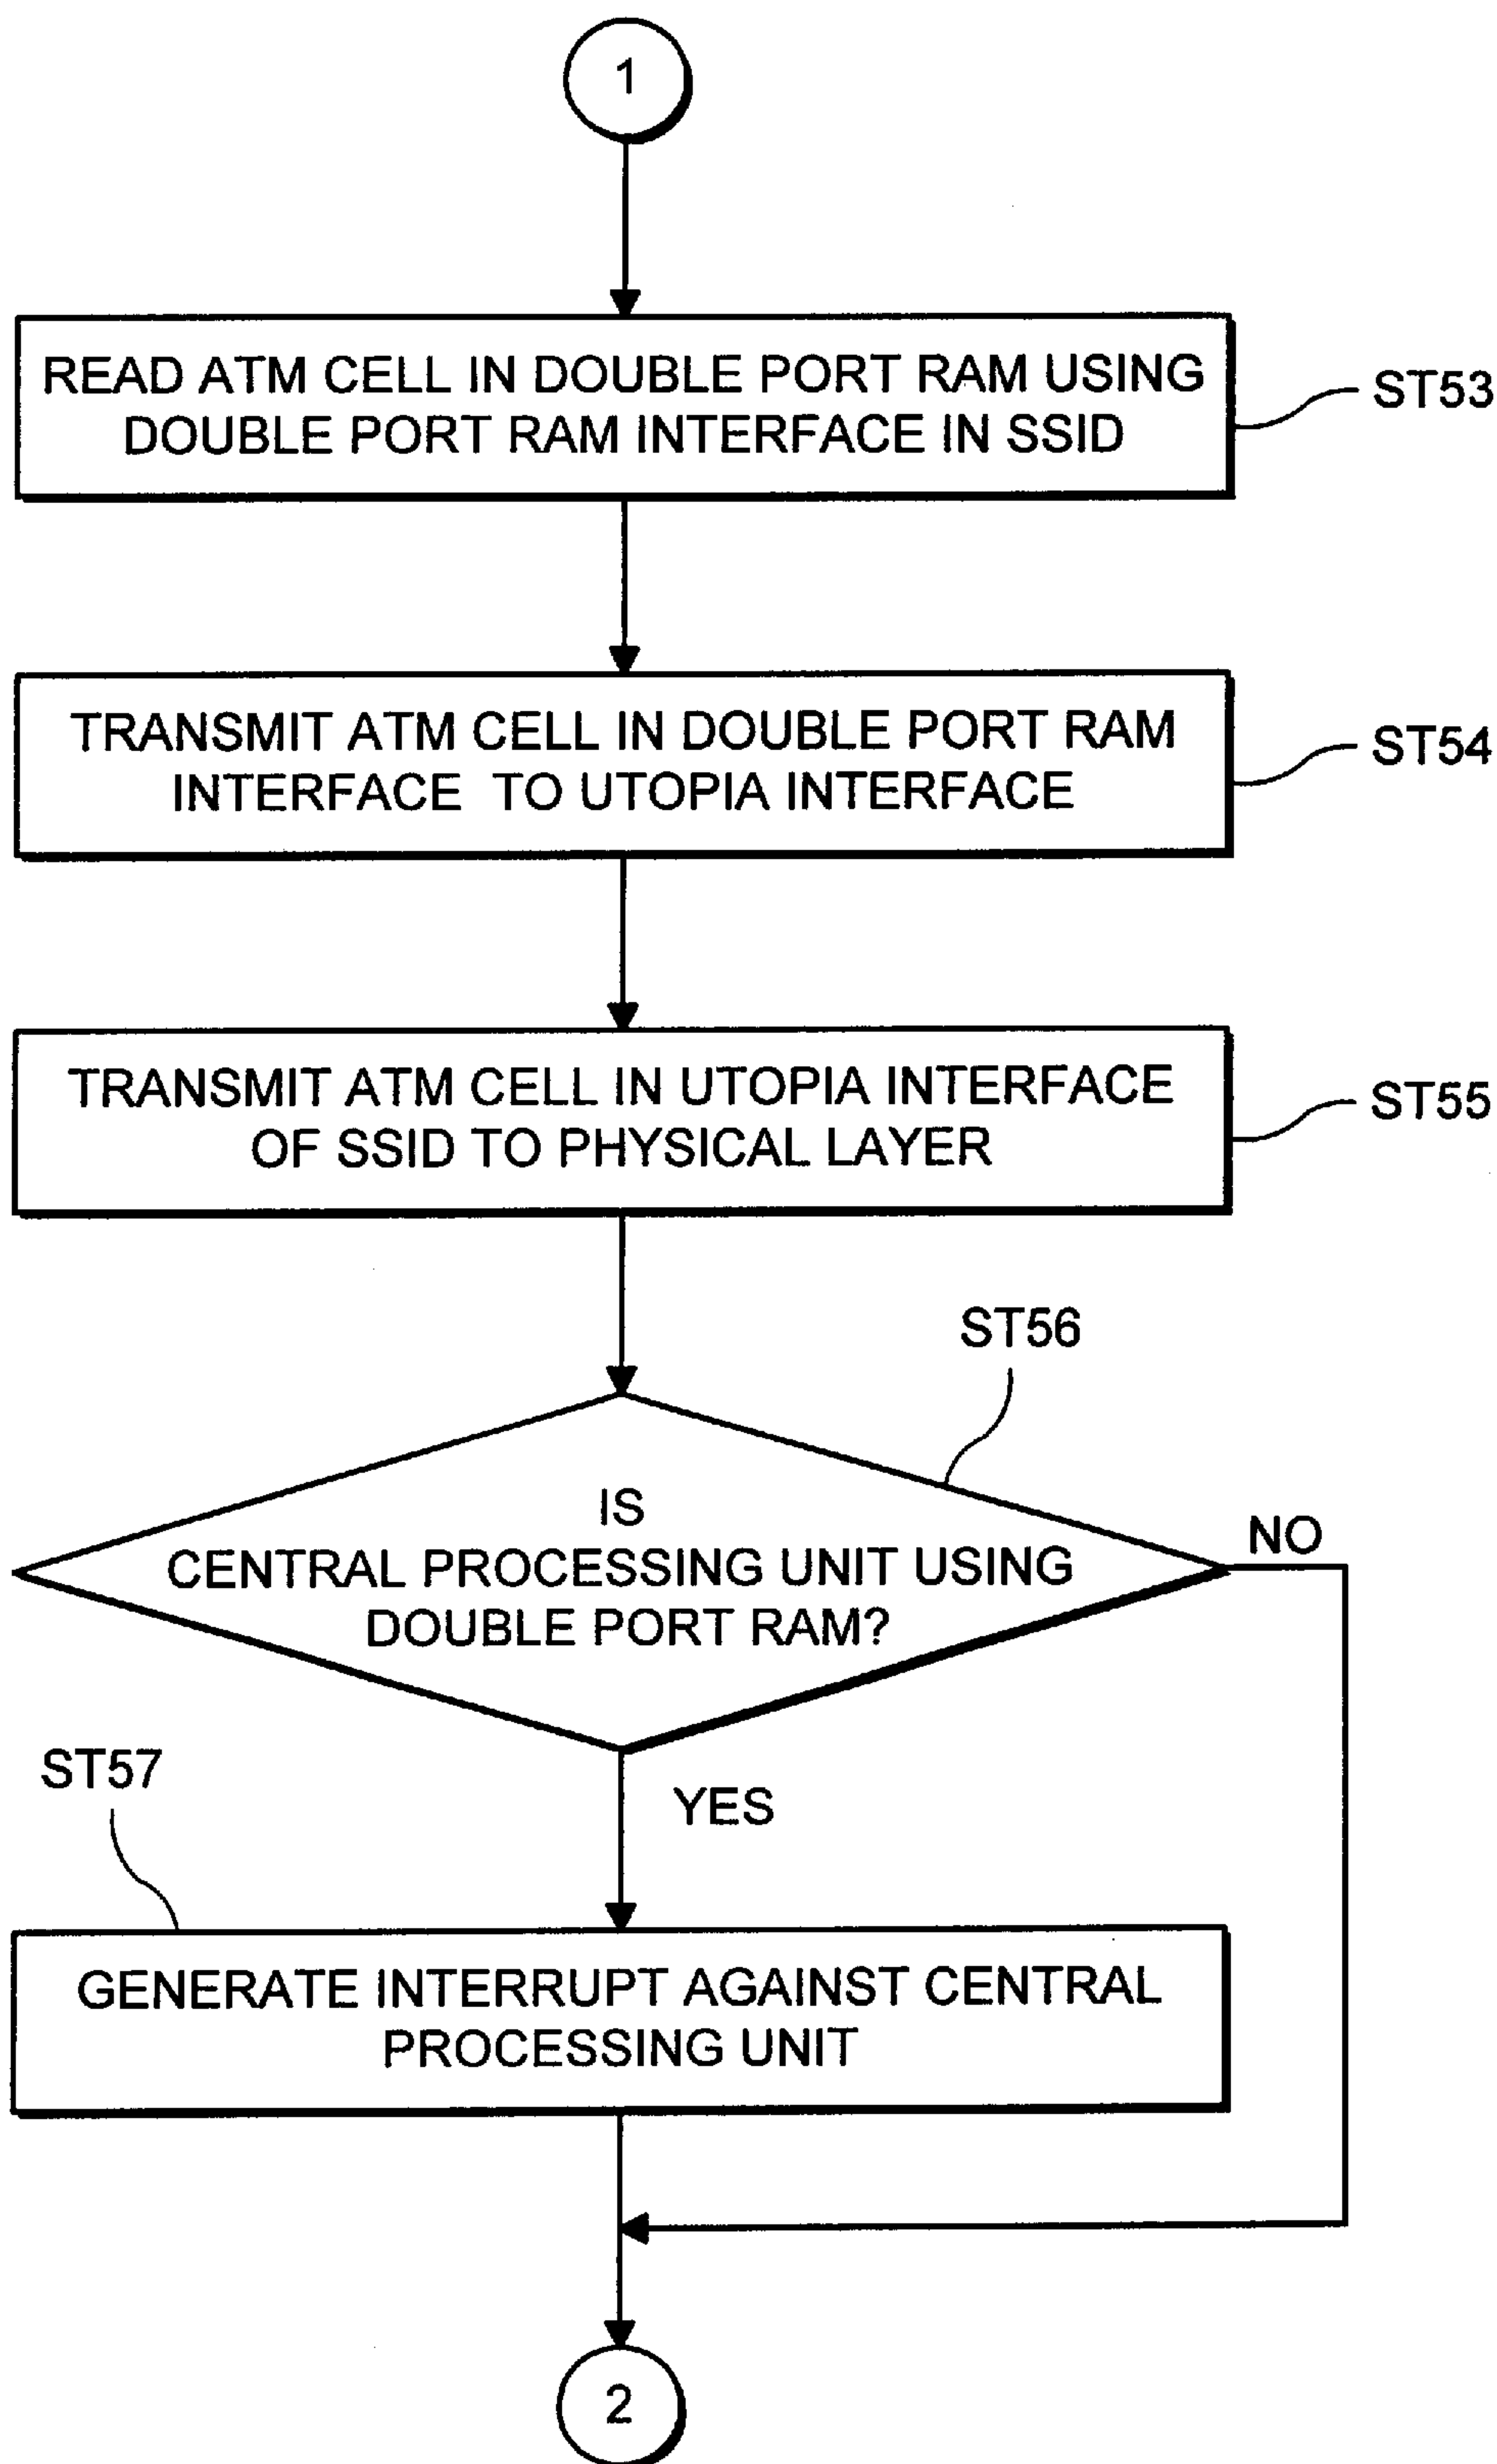 1
READ ATM CELL IN DOUBLE PORT RAM USING
DOUBLE PORT RAM INTERFACE IN SSID
ST53
TRANSMIT ATM CELL IN DOUBLE PORT RAM
INTERFACE TO UTOPIA INTERFACE
ST54
TRANSMIT ATM CELL IN UTOPIA INTERFACE
OF SSID TO PHYSICAL LAYER
ST55
ST56
IS
CENTRAL PROCESSING UNIT USING
DOUBLE PORT RAM?
NO
YES
ST57
GENERATE INTERRUPT AGAINST CENTRAL
PROCESSING UNIT
2